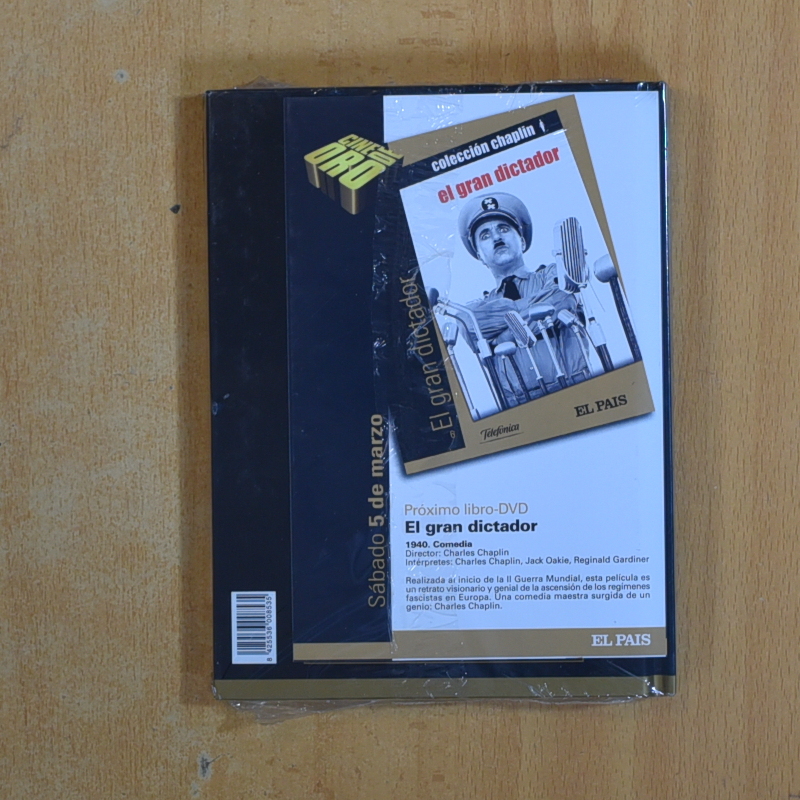 CINE DE ORO
colección chaplin
el gran dictador
El gran dictador
EL PAIS
Telefónica
Sábado 5 de marzo
Próximo libro-DVD
El gran dictador
1940. Comedia
Director: Charles Chaplin
Intérpretes: Charles Chaplin, Jack Oakie, Reginald Gardiner
Realizada al inicio de la II Guerra Mundial, esta película es
un retrato visionario y genial de la ascensión de los regímenes
fascistas en Europa. Una comedia maestra surgida de un
genio: Charles Chaplin.
EL PAIS
8 425536 008535